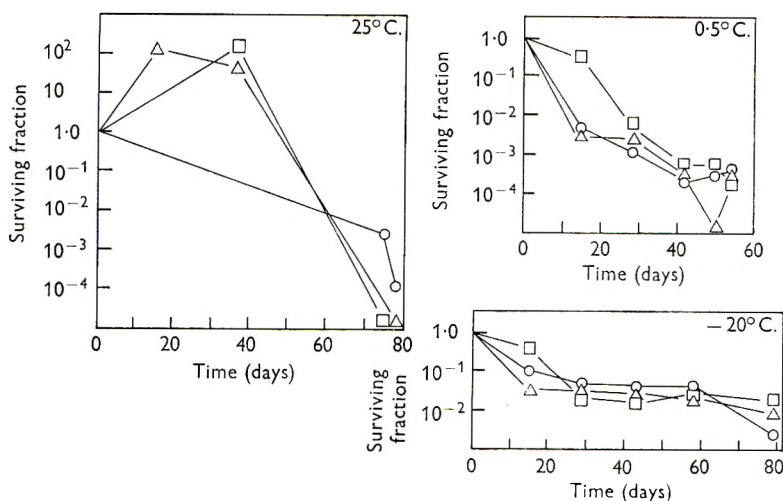 25°C.
10²
10
1·0
10⁻¹
10⁻²
10⁻³
10⁻⁴
Surviving fraction
0 20 40 60 80
Time (days)
0·5°C.
1·0
10⁻¹
10⁻²
10⁻³
10⁻⁴
Surviving fraction
0 20 40 60
Time (days)
−20°C.
1·0
10⁻¹
10⁻²
Surviving
fraction
0 20 40 60 80
Time (days)